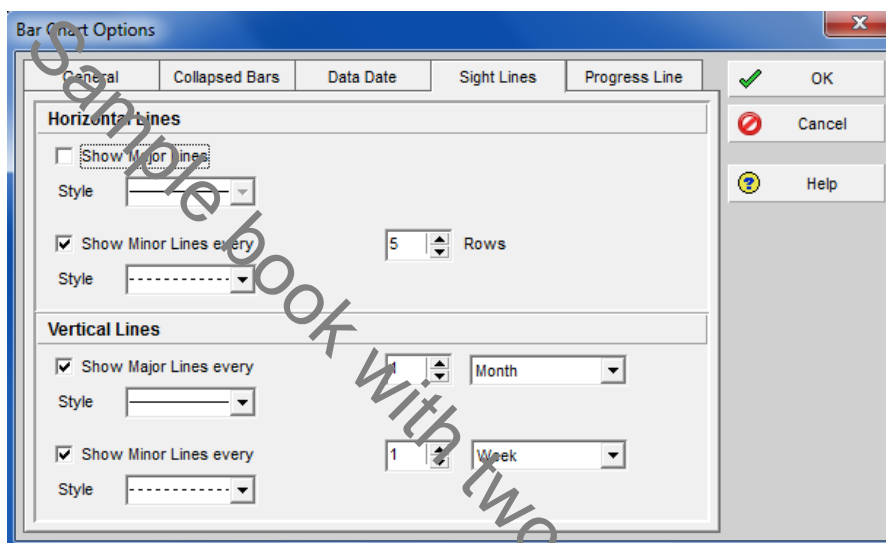 Bar Chart Options
General Collapsed Bars Data Date Sight Lines Progress Line
OK
Cancel
Help
Horizontal Lines
Show Major Lines
Style
Show Minor Lines every 5 Rows
Style
Vertical Lines
Show Major Lines every 1 Month
Style
Show Minor Lines every 1 Week
Style
Sample book with two